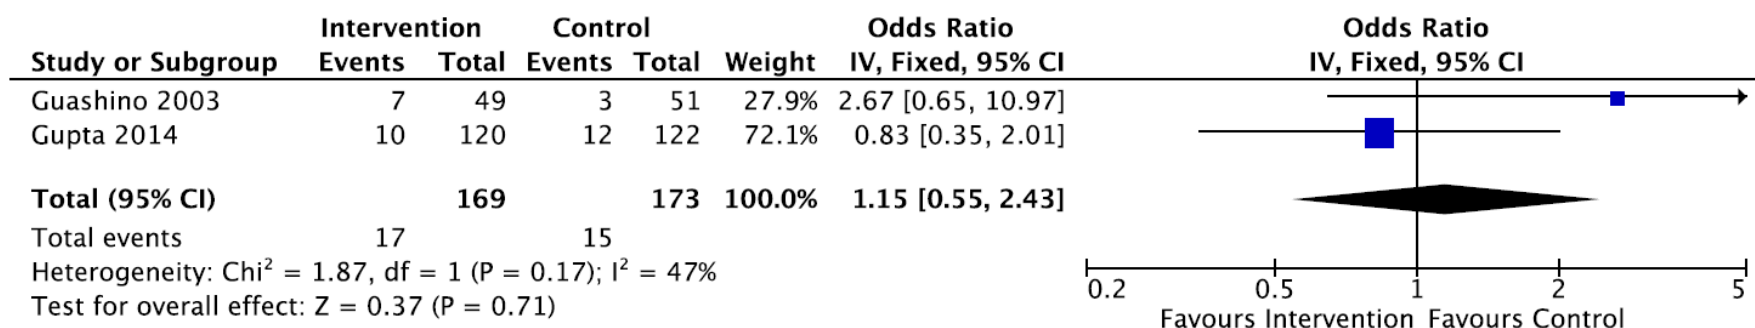 Intervention Control Odds Ratio Odds Ratio
Study or Subgroup Events Total Events Total Weight IV, Fixed, 95% CI IV, Fixed, 95% CI
Guashino 2003 7 49 3 51 27.9% 2.67 [0.65, 10.97]
Gupta 2014 10 120 12 122 72.1% 0.83 [0.35, 2.01]
Total (95% CI) 169 173 100.0% 1.15 [0.55, 2.43]
Total events 17 15
Heterogeneity: Chi² = 1.87, df = 1 (P = 0.17); I² = 47%
Test for overall effect: Z = 0.37 (P = 0.71)
0.2 0.5 1 2 5
Favours Intervention Favours Control